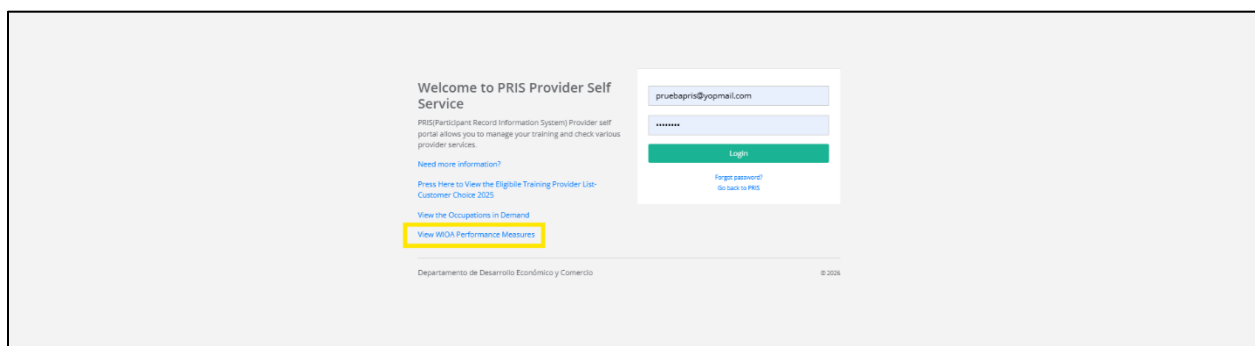 Welcome to PRIS Provider Self
Service
PRIS(Participant Record Information System) Provider self
portal allows you to manage your training and check various
provider services.
Need more information?
Press Here to View the Eligibile Training Provider List-
Customer Choice 2025
View the Occupations in Demand
View WIOA Performance Measures
pruebapris@yopmail.com
••••••••
Login
Forgot password?
Go back to PRIS
Departamento de Desarrollo Económico y Comercio
© 2026